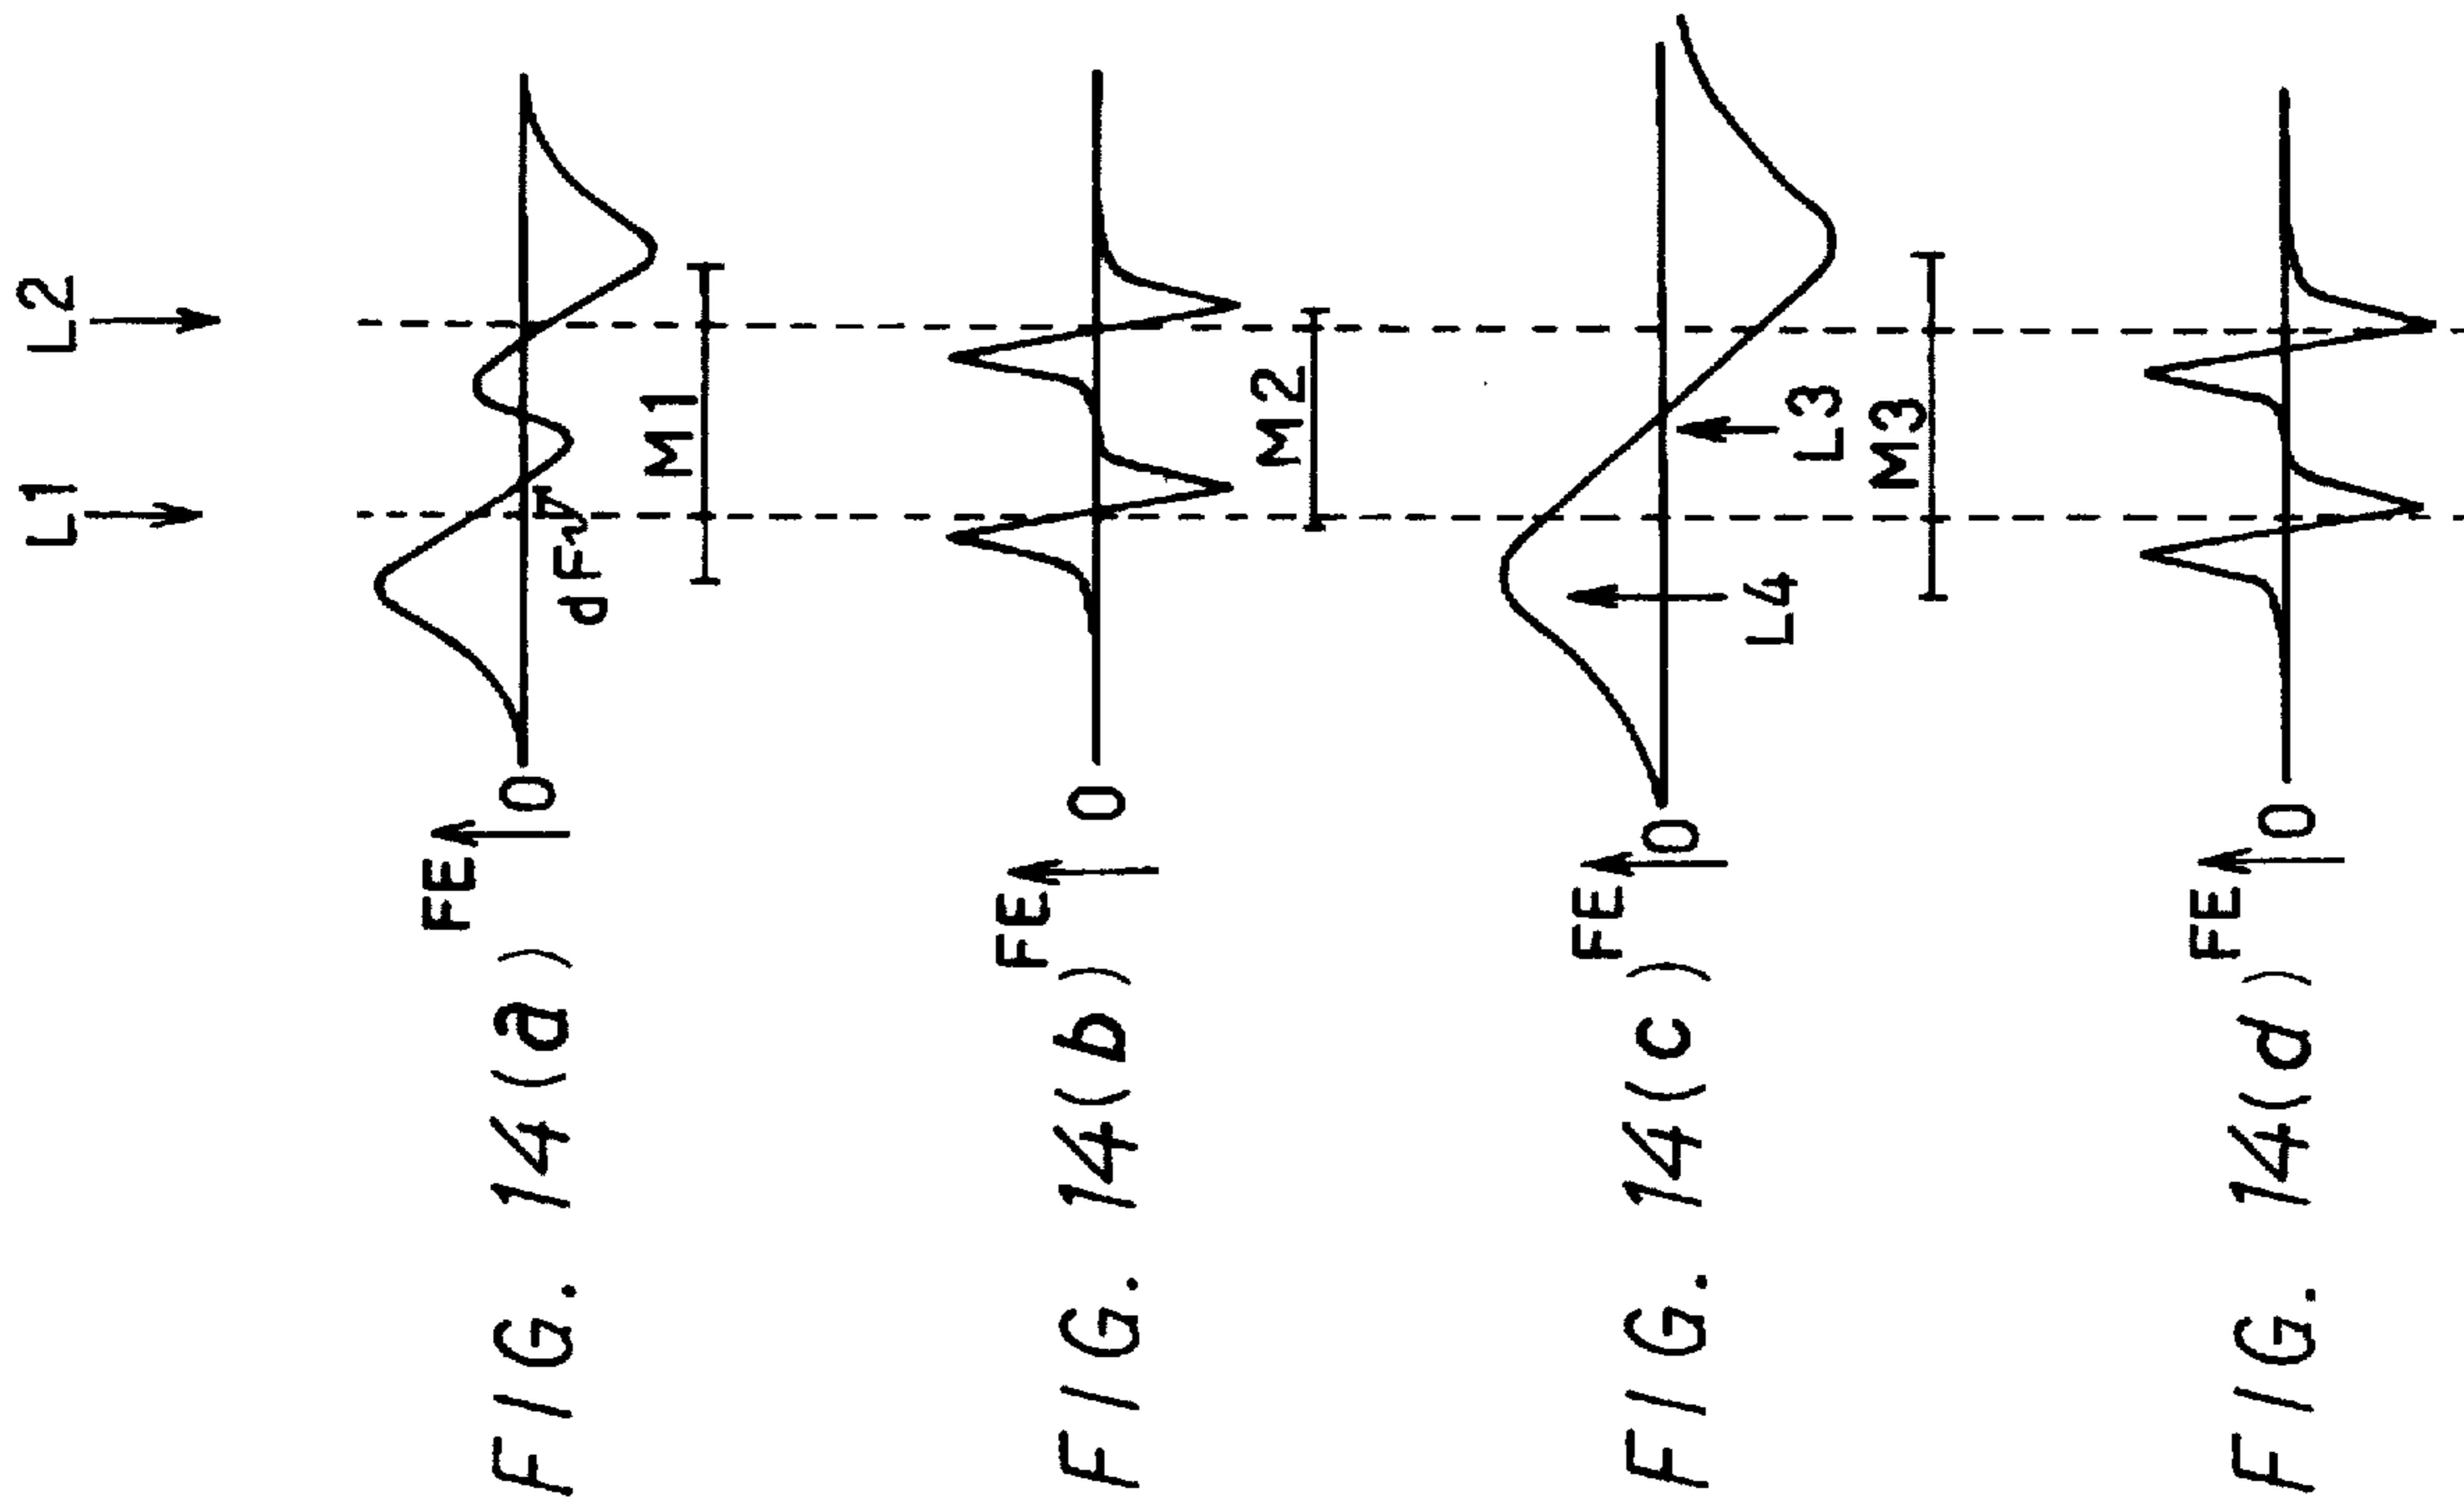 L1
L2
FIG. 14(a)
FE
0
dF
M1
FIG. 14(b)
FE
0
M2
FIG. 14(c)
FE
0
L4
L3
M3
FIG. 14(d)
FE
0